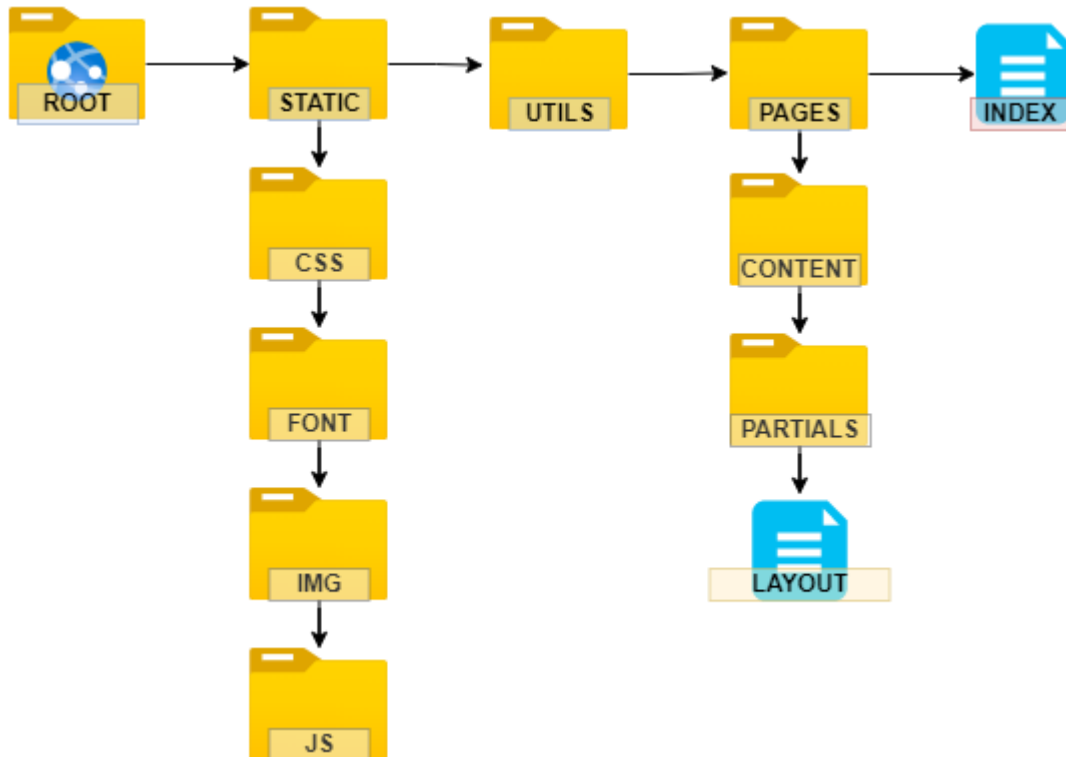 ROOT
STATIC
UTILS
PAGES
INDEX
CSS
CONTENT
FONT
PARTIALS
IMG
LAYOUT
JS